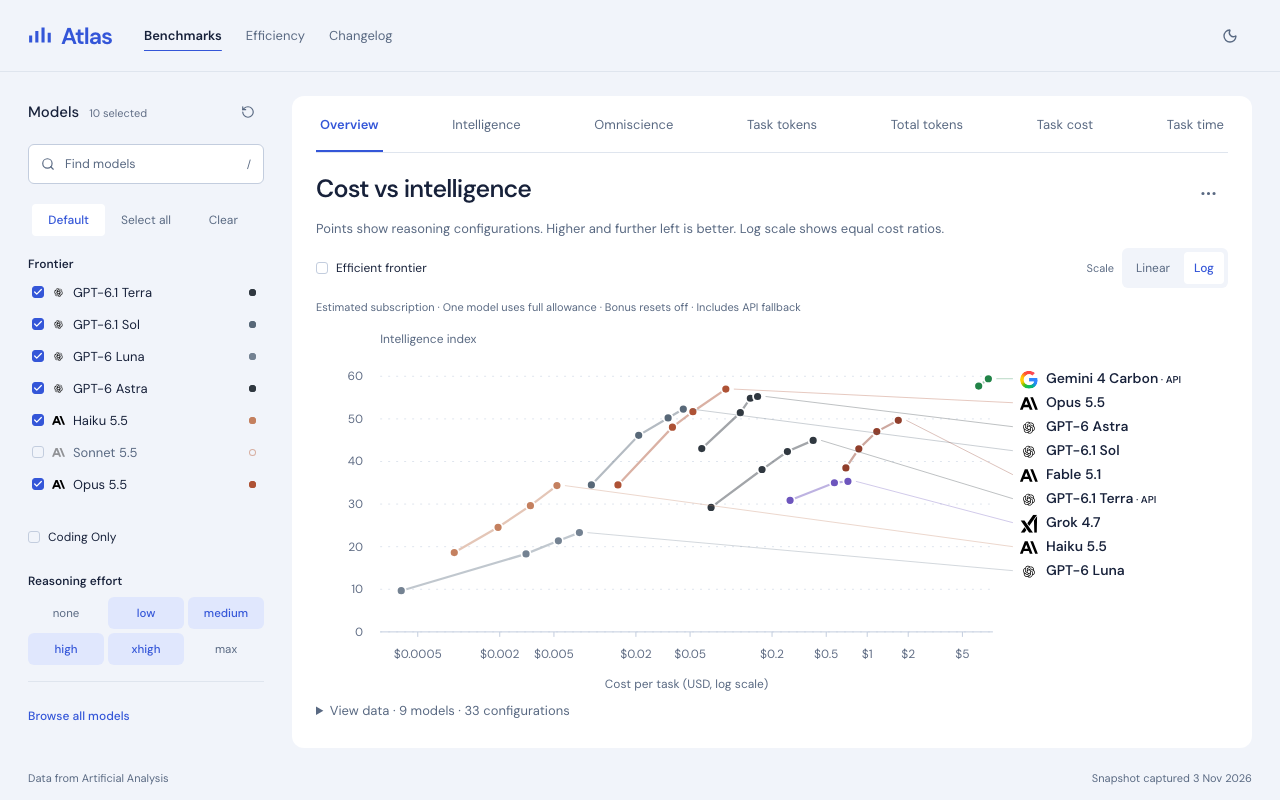 Atlas
Benchmarks
Efficiency
Changelog
Models 10 selected
Find models /
Default
Select all
Clear
Frontier
GPT-6.1 Terra
GPT-6.1 Sol
GPT-6 Luna
GPT-6 Astra
Haiku 5.5
Sonnet 5.5
Opus 5.5
Coding Only
Reasoning effort
none
low
medium
high
xhigh
max
Browse all models
Overview
Intelligence
Omniscience
Task tokens
Total tokens
Task cost
Task time
Cost vs intelligence
Points show reasoning configurations. Higher and further left is better. Log scale shows equal cost ratios.
Efficient frontier
Scale
Linear
Log
Estimated subscription · One model uses full allowance · Bonus resets off · Includes API fallback
Intelligence index
60
50
40
30
20
10
0
$0.0005
$0.002
$0.005
$0.02
$0.05
$0.2
$0.5
$1
$2
$5
Cost per task (USD, log scale)
Gemini 4 Carbon · API
Opus 5.5
GPT-6 Astra
GPT-6.1 Sol
Fable 5.1
GPT-6.1 Terra · API
Grok 4.7
Haiku 5.5
GPT-6 Luna
View data · 9 models · 33 configurations
Data from Artificial Analysis
Snapshot captured 3 Nov 2026